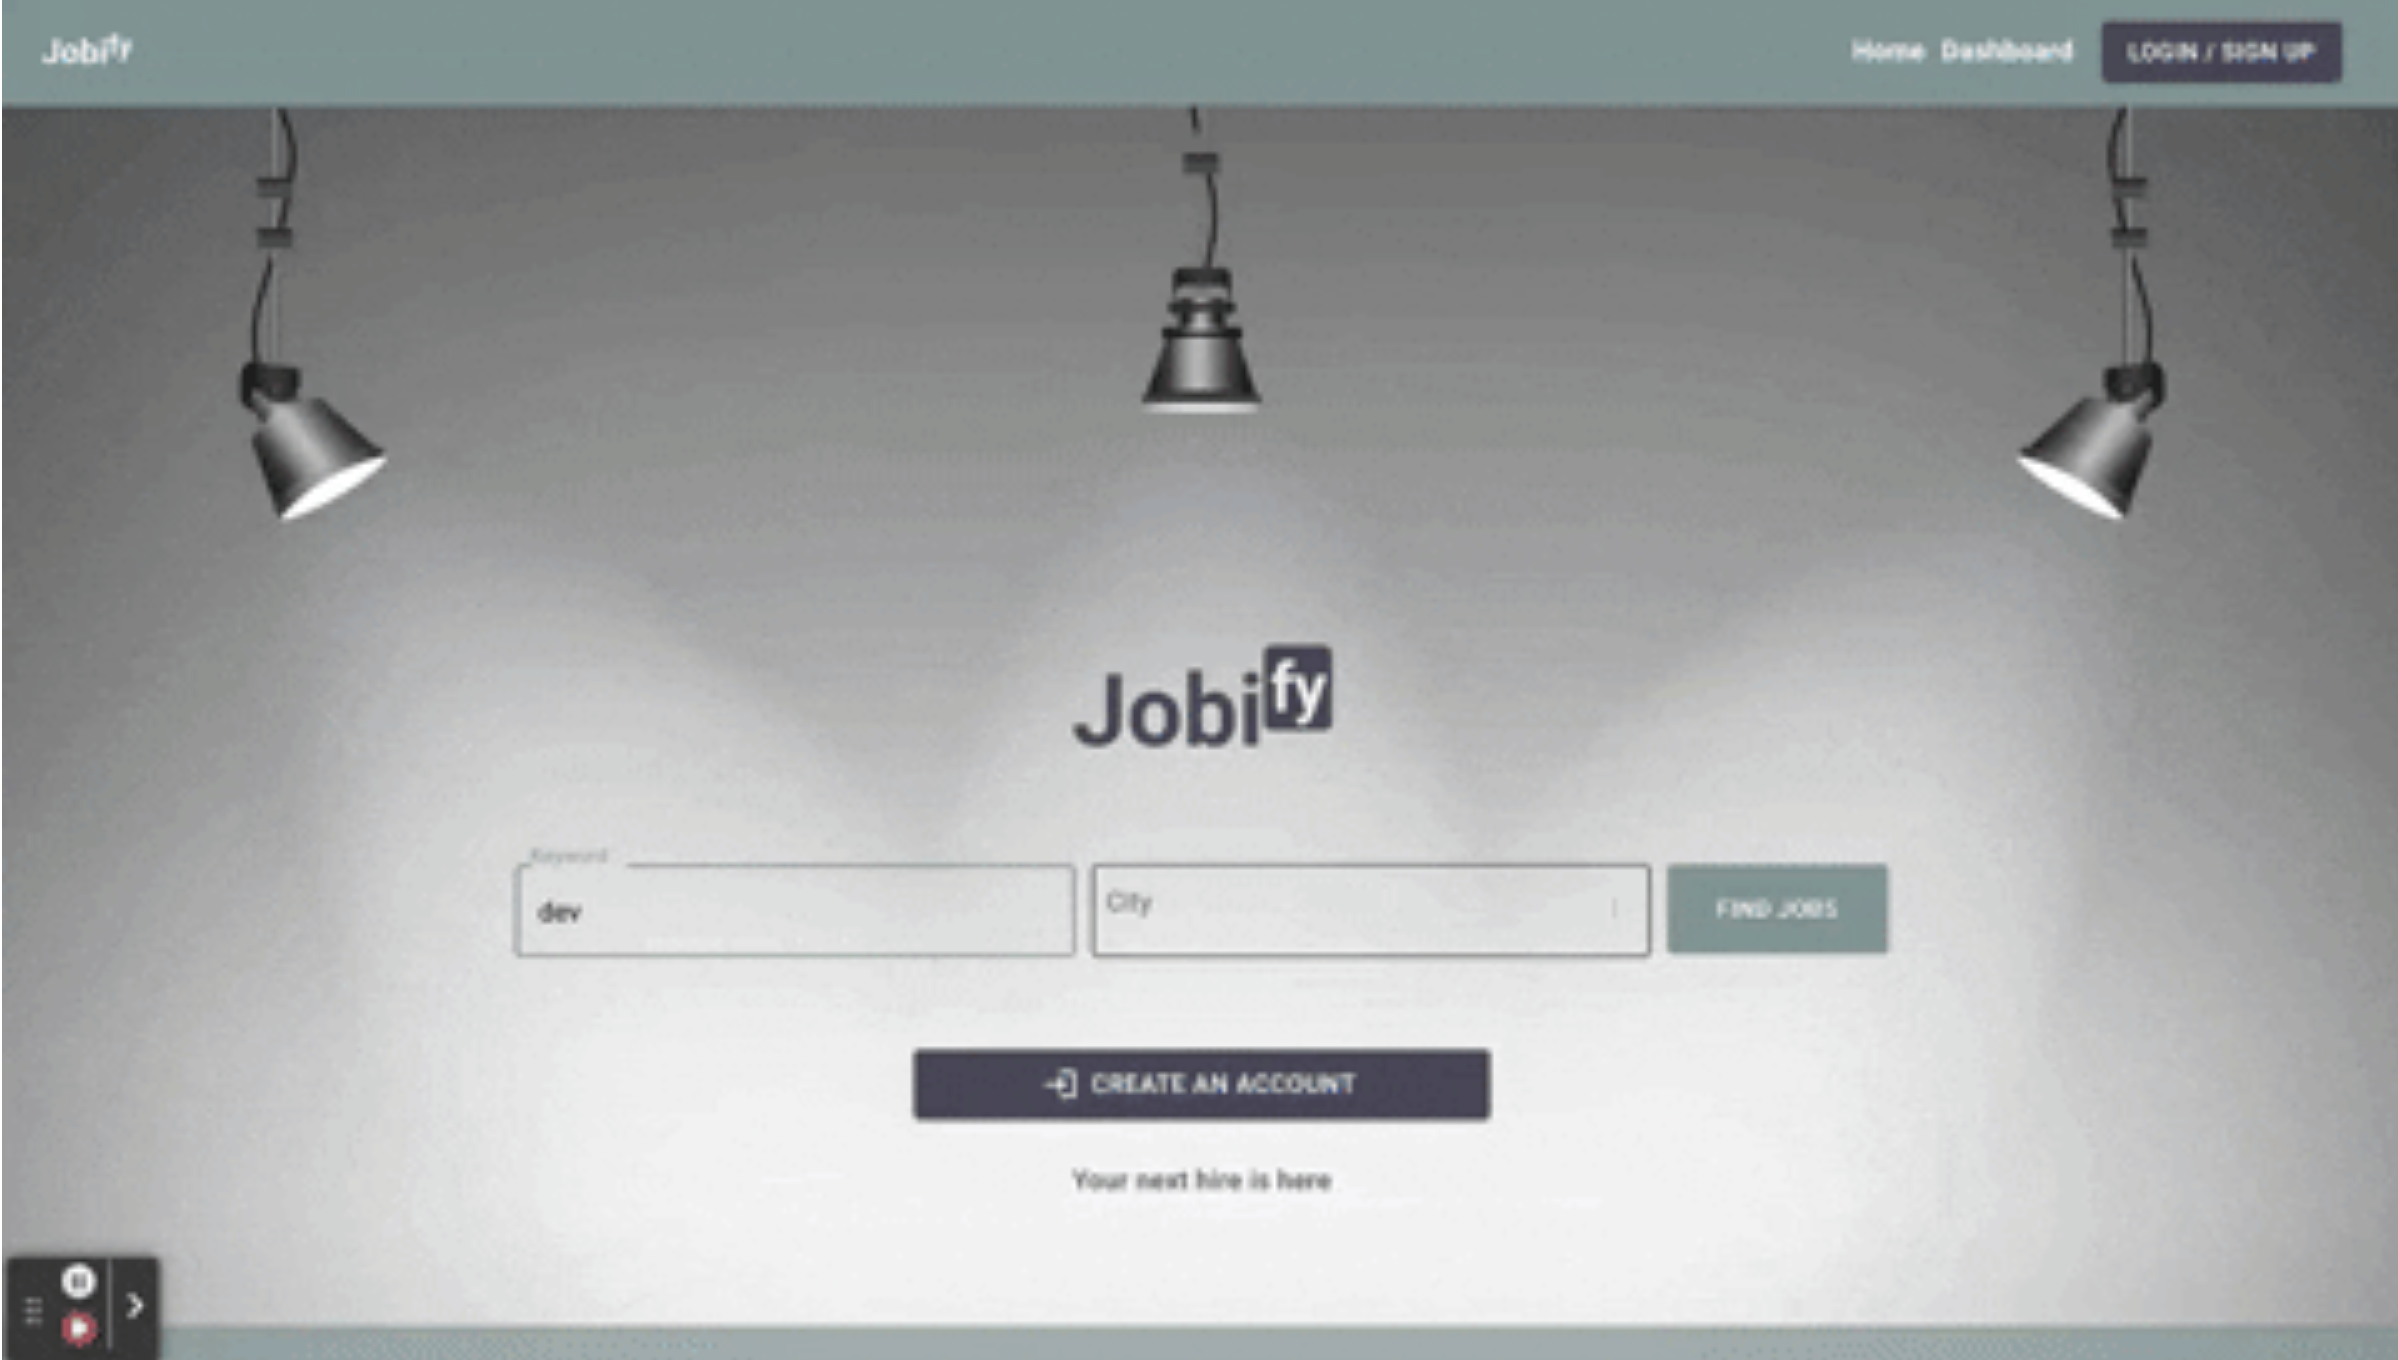 Jobify
Home Dashboard LOGIN / SIGN UP
Jobify
Keyword
dev
City
FIND JOBS
CREATE AN ACCOUNT
Your next hire is here